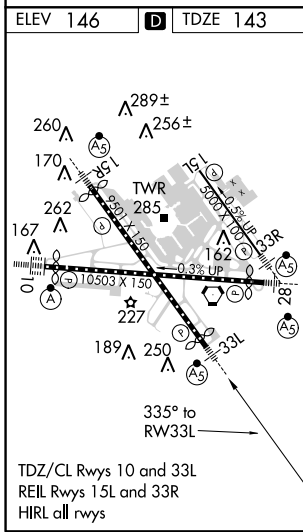 ELEV 146 D TDZE 143
289±
260
256±
A5
170
15R
15L
P
5000 X 100
0.5% UP
TWR
285
9501 X 150
P
262
167
162
P
33R
A5
0.3% UP
10
A
P
10503 X 150
P
28
227
P
A5
189
250
33L
A5
335° to
RW33L
TDZ/CL Rwys 10 and 33L
REIL Rwys 15L and 33R
HIRL all rwys